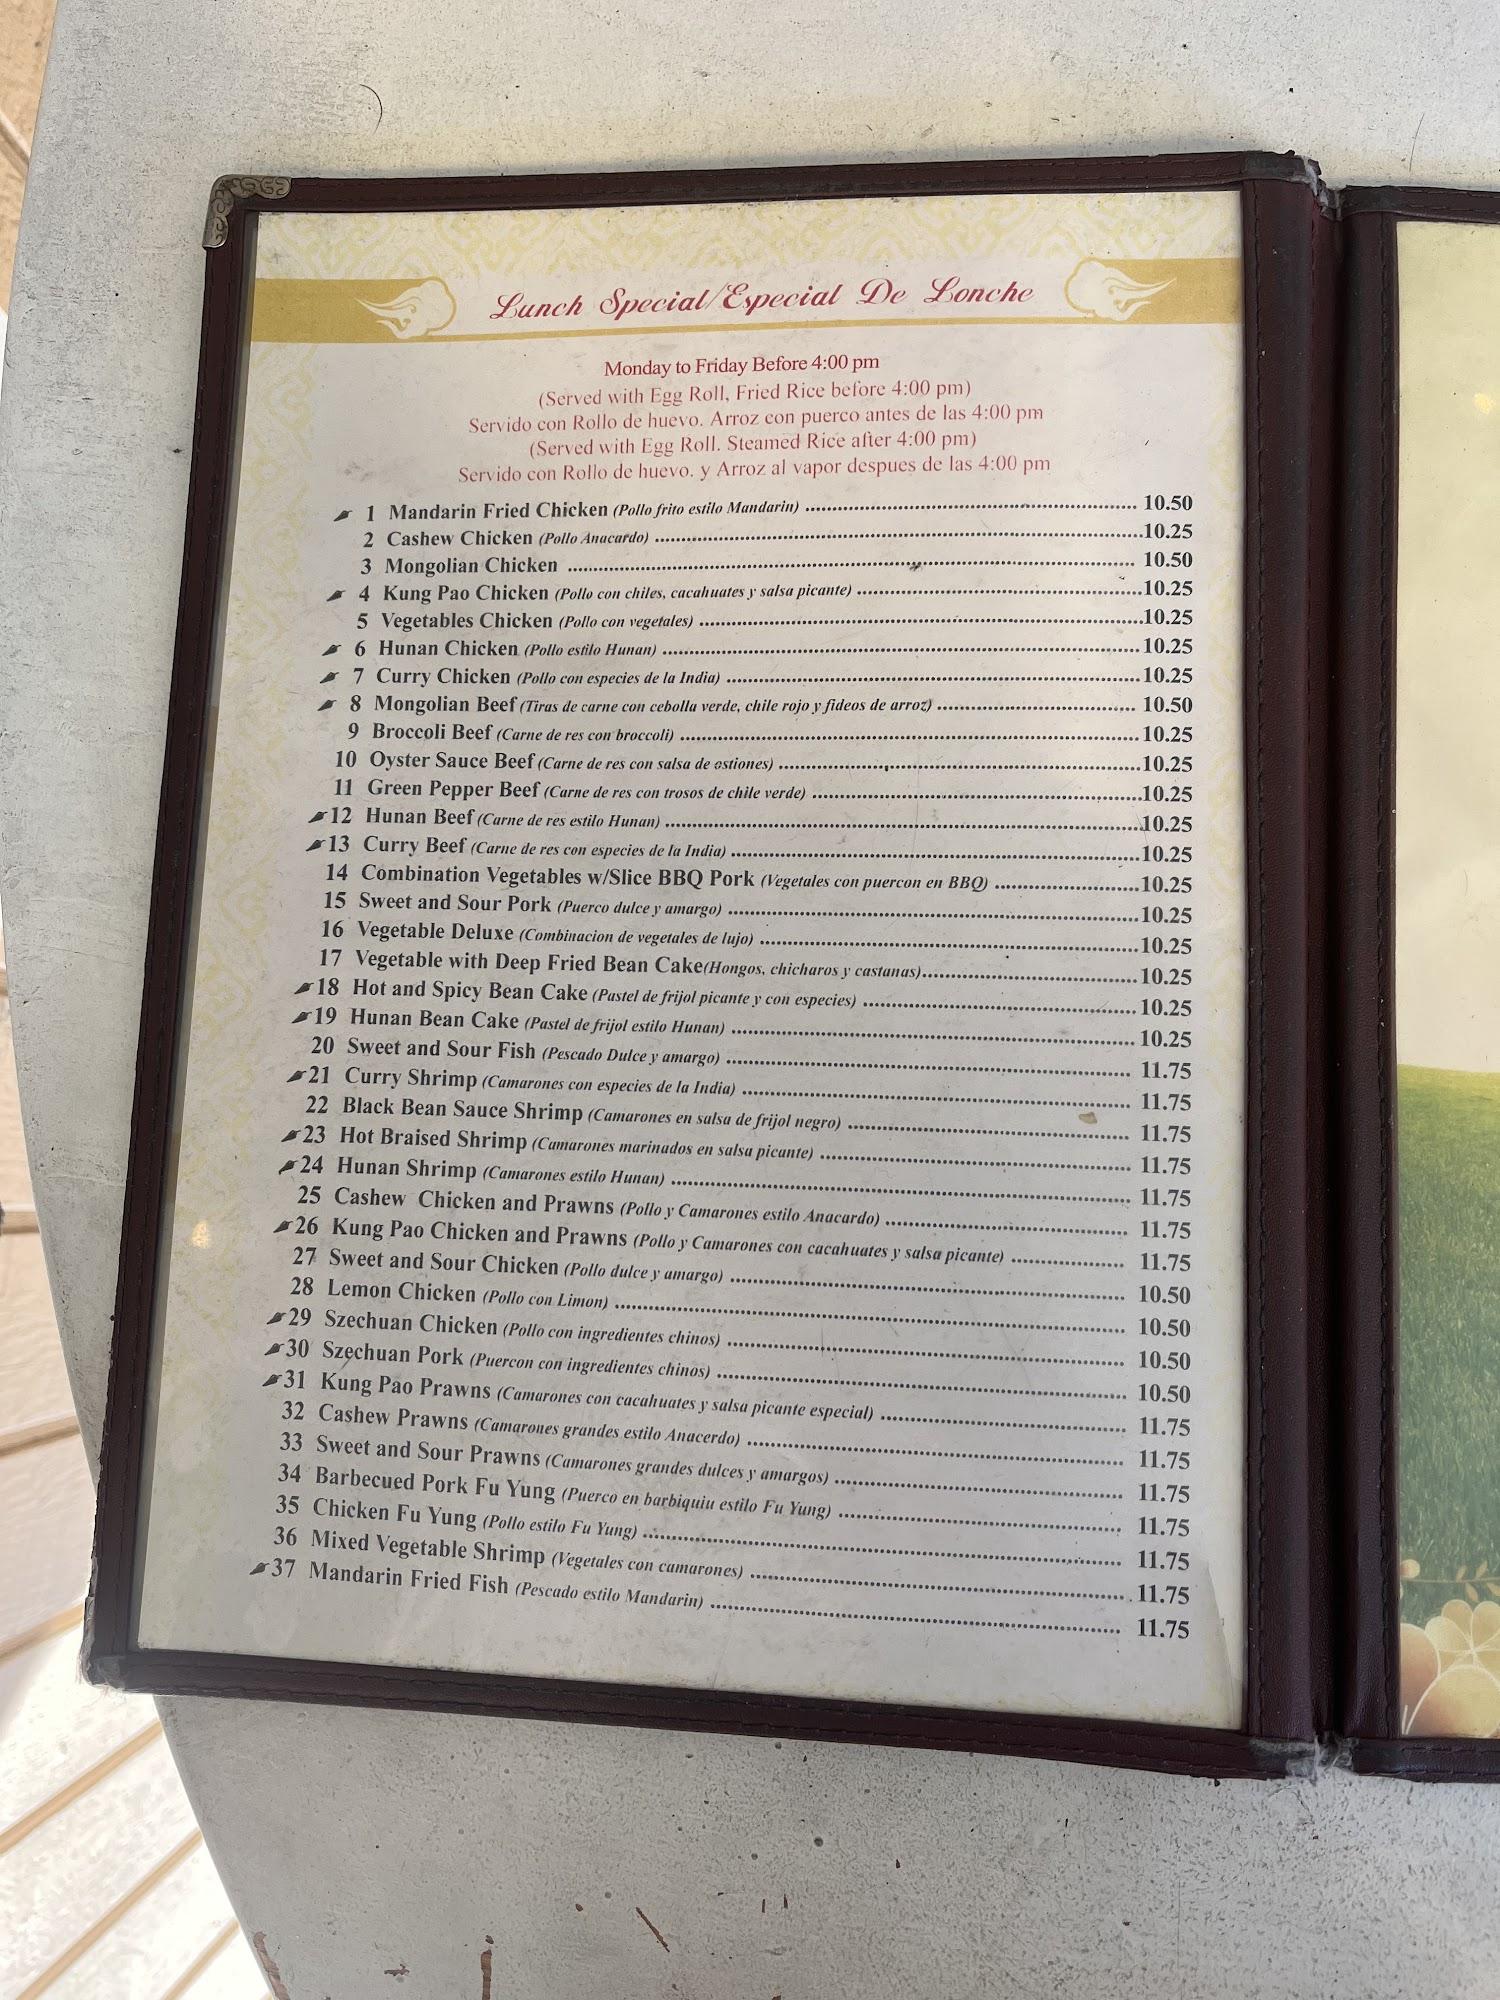 Lunch Special/Especial De Lonche
Monday to Friday Before 4:00 pm
(Served with Egg Roll, Fried Rice before 4:00 pm)
Servido con Rollo de huevo. Arroz con puerco antes de las 4:00 pm
(Served with Egg Roll. Steamed Rice after 4:00 pm)
Servido con Rollo de huevo. y Arroz al vapor despues de las 4:00 pm
1 Mandarin Fried Chicken (Pollo frito estilo Mandarin) 10.50
2 Cashew Chicken (Pollo Anacardo) 10.25
3 Mongolian Chicken 10.50
4 Kung Pao Chicken (Pollo con chiles, cacahuates y salsa picante) 10.25
5 Vegetables Chicken (Pollo con vegetales) 10.25
6 Hunan Chicken (Pollo estilo Hunan) 10.25
7 Curry Chicken (Pollo con especies de la India) 10.25
8 Mongolian Beef (Tiras de carne con cebolla verde, chile rojo y fideos de arroz) 10.50
9 Broccoli Beef (Carne de res con broccoli) 10.25
10 Oyster Sauce Beef (Carne de res con salsa de ostiones) 10.25
11 Green Pepper Beef (Carne de res con trosos de chile verde) 10.25
12 Hunan Beef (Carne de res estilo Hunan) 10.25
13 Curry Beef (Carne de res con especies de la India) 10.25
14 Combination Vegetables w/Slice BBQ Pork (Vegetales con puercon en BBQ) 10.25
15 Sweet and Sour Pork (Puerco dulce y amargo) 10.25
16 Vegetable Deluxe (Combinacion de vegetales de lujo) 10.25
17 Vegetable with Deep Fried Bean Cake(Hongos, chicharos y castanas) 10.25
18 Hot and Spicy Bean Cake (Pastel de frijol picante y con especies) 10.25
19 Hunan Bean Cake (Pastel de frijol estilo Hunan) 10.25
20 Sweet and Sour Fish (Pescado Dulce y amargo) 11.75
21 Curry Shrimp (Camarones con especies de la India) 11.75
22 Black Bean Sauce Shrimp (Camarones en salsa de frijol negro) 11.75
23 Hot Braised Shrimp (Camarones marinados en salsa picante) 11.75
24 Hunan Shrimp (Camarones estilo Hunan) 11.75
25 Cashew Chicken and Prawns (Pollo y Camarones estilo Anacardo) 11.75
26 Kung Pao Chicken and Prawns (Pollo y Camarones con cacahuates y salsa picante) 11.75
27 Sweet and Sour Chicken (Pollo dulce y amargo) 10.50
28 Lemon Chicken (Pollo con Limon) 10.50
29 Szechuan Chicken (Pollo con ingredientes chinos) 10.50
30 Szechuan Pork (Puercon con ingredientes chinos) 10.50
31 Kung Pao Prawns (Camarones con cacahuates y salsa picante especial) 11.75
32 Cashew Prawns (Camarones grandes estilo Anacerdo) 11.75
33 Sweet and Sour Prawns (Camarones grandes dulces y amargos) 11.75
34 Barbecued Pork Fu Yung (Puerco en barbiquiu estilo Fu Yung) 11.75
35 Chicken Fu Yung (Pollo estilo Fu Yung) 11.75
36 Mixed Vegetable Shrimp (Vegetales con camarones) 11.75
37 Mandarin Fried Fish (Pescado estilo Mandarin) 11.75